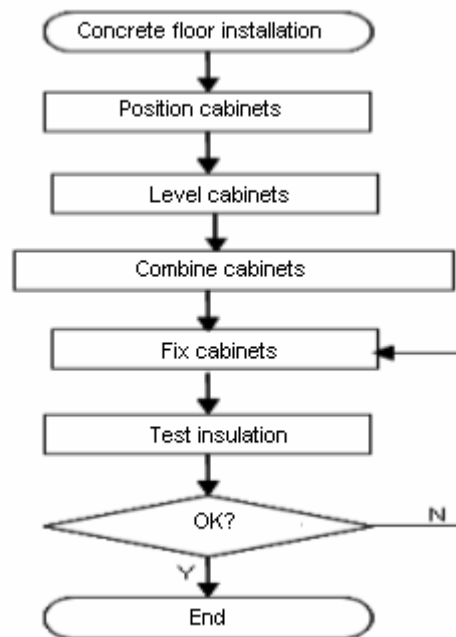 Concrete floor installation
Position cabinets
Level cabinets
Combine cabinets
Fix cabinets
Test insulation
OK?
N
Y
End